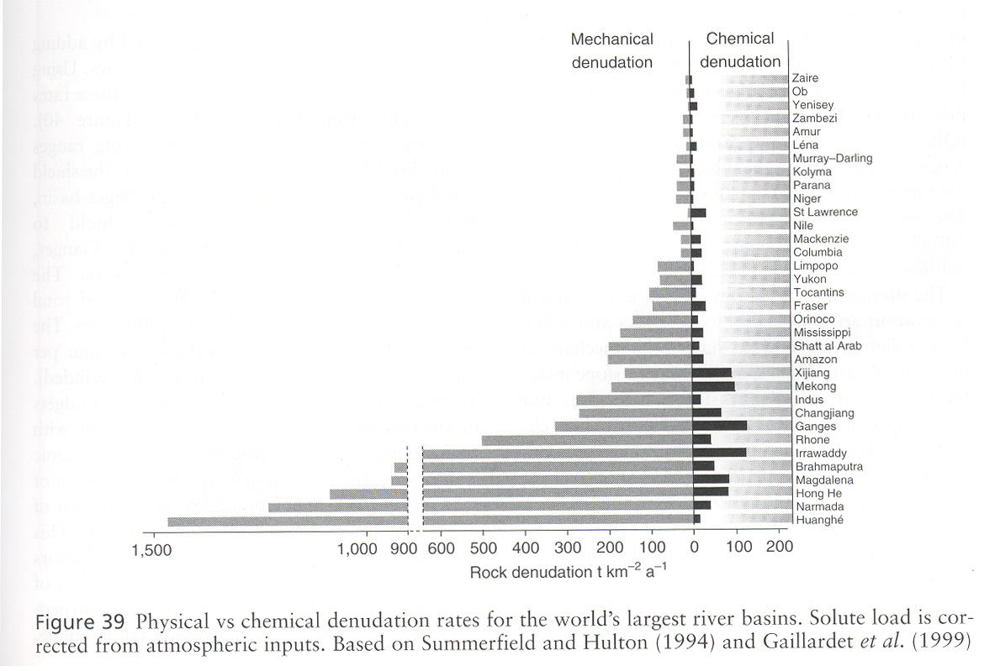 Mechanical
denudation
Chemical
denudation
Zaire
Ob
Yenisey
Zambezi
Amur
Léna
Murray–Darling
Kolyma
Parana
Niger
St Lawrence
Nile
Mackenzie
Columbia
Limpopo
Yukon
Tocantins
Fraser
Orinoco
Mississippi
Shatt al Arab
Amazon
Xijiang
Mekong
Indus
Changjiang
Ganges
Rhone
Irrawaddy
Brahmaputra
Magdalena
Hong He
Narmada
Huanghé
1,500 1,000 900 600 500 400 300 200 100 0 100 200
Rock denudation t km⁻² a⁻¹
Figure 39 Physical vs chemical denudation rates for the world's largest river basins. Solute load is cor-
rected from atmospheric inputs. Based on Summerfield and Hulton (1994) and Gaillardet et al. (1999)